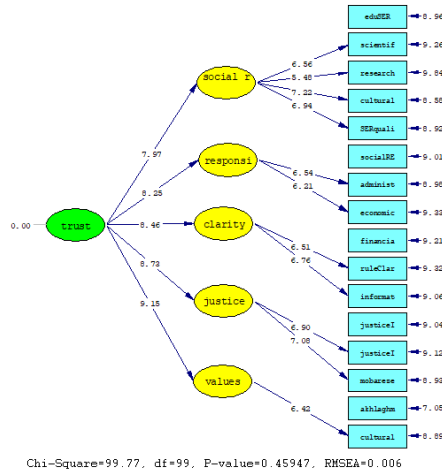 eduSER
8.96
scientif
9.26
6.56
social r
research
9.84
5.48
7.22
cultural
8.58
6.94
SERquali
8.92
7.97
socialRE
9.01
responsi
6.54
administ
8.98
8.25
6.21
economic
9.33
0.00
trust
8.46
clarity
financia
9.21
6.51
ruleClar
9.32
6.76
8.73
informat
9.06
justice
justiceI
9.04
6.90
9.15
justiceI
9.12
7.08
mobarese
8.93
values
akhlaghm
7.05
6.42
cultural
8.89
Chi-Square=99.77, df=99, P-value=0.45947, RMSEA=0.006